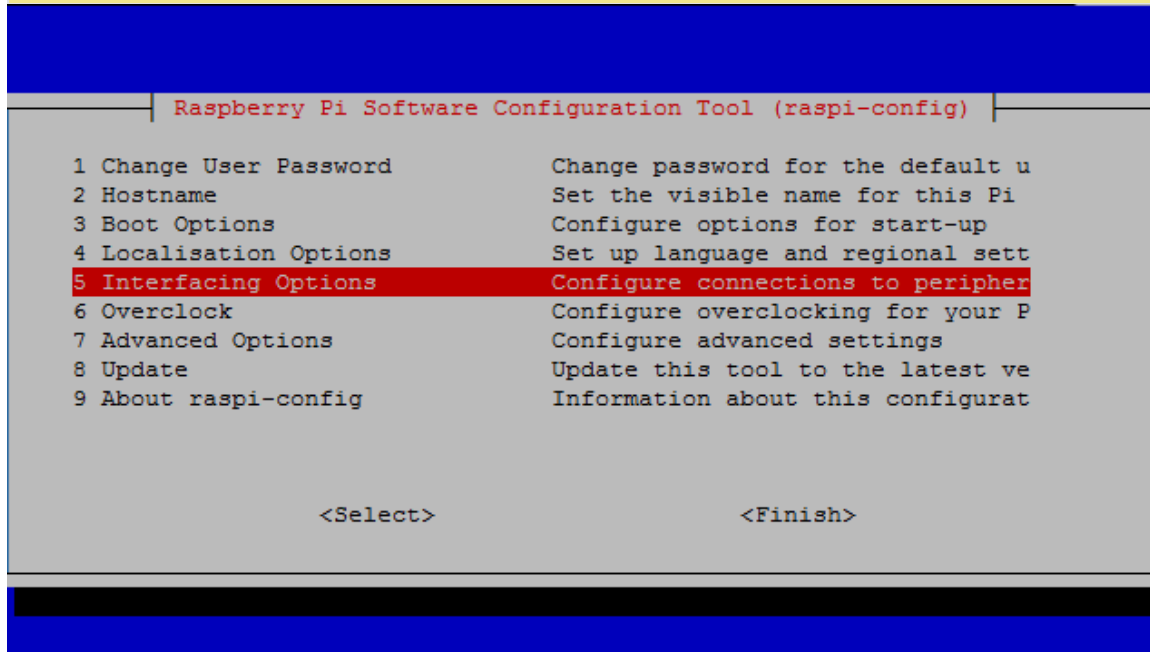 Raspberry Pi Software Configuration Tool (raspi-config)
1 Change User Password Change password for the default u
2 Hostname Set the visible name for this Pi
3 Boot Options Configure options for start-up
4 Localisation Options Set up language and regional sett
5 Interfacing Options Configure connections to peripher
6 Overclock Configure overclocking for your P
7 Advanced Options Configure advanced settings
8 Update Update this tool to the latest ve
9 About raspi-config Information about this configurat
<Select> <Finish>